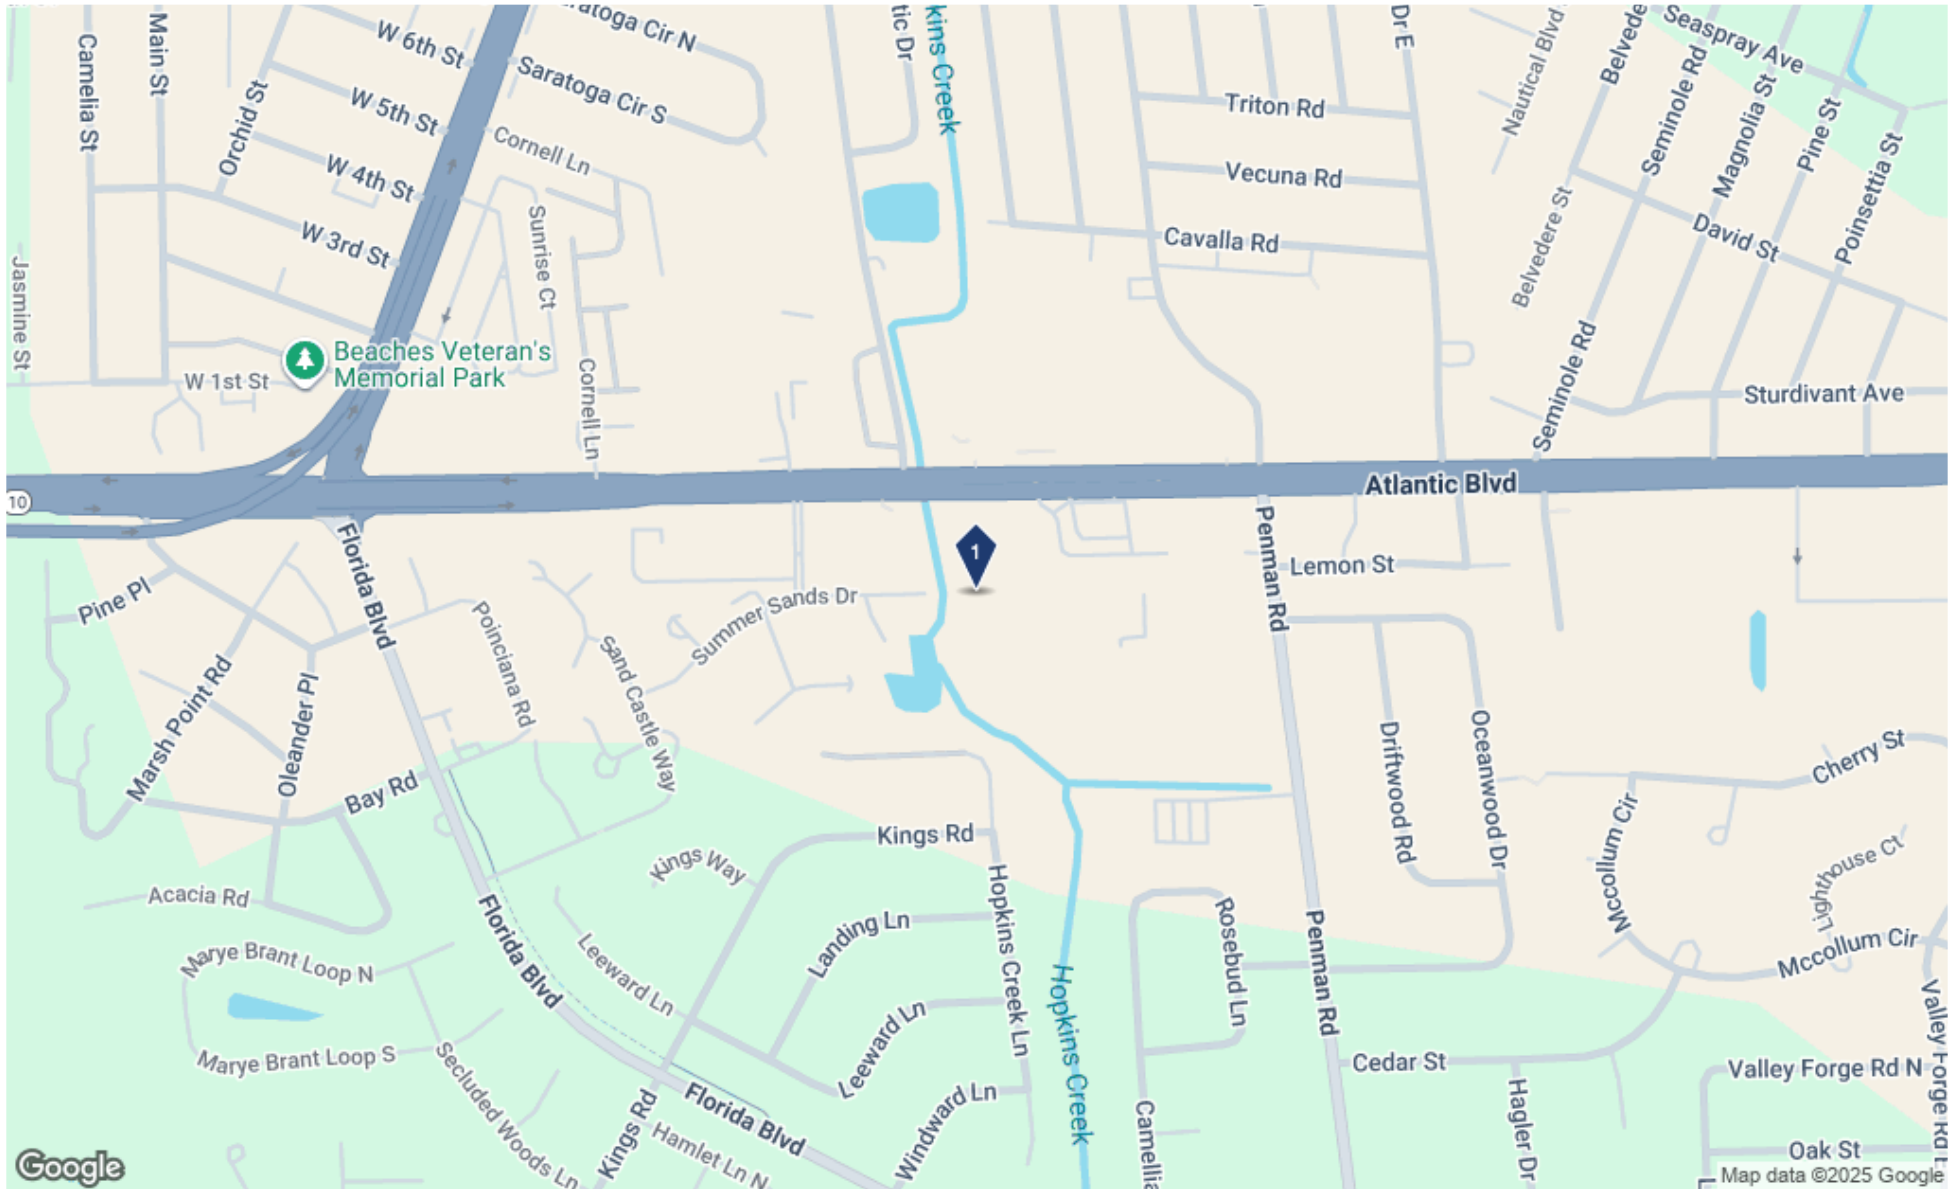 Saratoga Cir N
Camelia St
Main St
W 6th St
Saratoga Cir S
tic Dr
kins Creek
Triton Rd
Dr E
Nautical Blvd
Belvede
Seaspray Ave
Seminole Rd
Magnolia St
Pine St
Poinsettia St
Orchid St
W 5th St
Cornell Ln
W 4th St
Vecuna Rd
W 3rd St
Sunrise Ct
Cavalla Rd
Belvedere St
David St
Jasmine St
Beaches Veteran's
Memorial Park
W 1st St
Cornell Ln
Seminole Rd
Sturdivant Ave
10
Atlantic Blvd
Florida Blvd
1
Penman Rd
Lemon St
Pine Pl
Summer Sands Dr
Poinciana Rd
Sand Castle Way
Marsh Point Rd
Oleander Pl
Bay Rd
Driftwood Rd
Oceanwood Dr
Cherry St
Mccollum Cir
Kings Rd
Kings Way
Lighthouse Ct
Acacia Rd
Hopkins Creek Ln
Landing Ln
Rosebud Ln
Penman Rd
Mccollum Cir
Marye Brant Loop N
Florida Blvd
Leeward Ln
Leeward Ln
Hopkins Creek
Valley Forge Rd E
Marye Brant Loop S
Secluded Woods Ln
Cedar St
Valley Forge Rd N
Kings Rd
Florida Blvd
Windward Ln
Camellia
Hagler Dr
Hamlet Ln N
Oak St
Google
Map data ©2025 Google